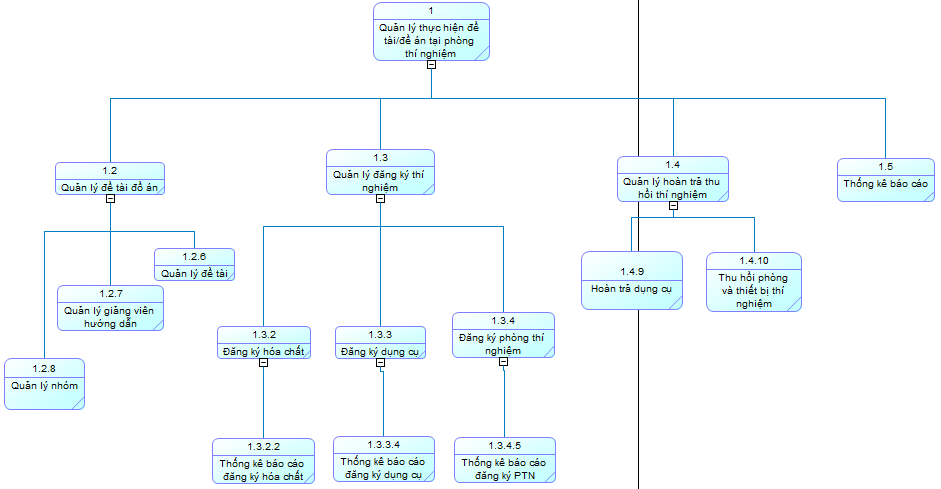 1
Quản lý thực hiện đề
tài/đề án tại phòng
thí nghiệm
1.2
Quản lý đề tài đồ án
1.3
Quản lý đăng ký thí
nghiệm
1.4
Quản lý hoàn trả thu
hồi thí nghiệm
1.5
Thống kê báo cáo
1.2.6
Quản lý đề tài
1.2.7
Quản lý giảng viên
hướng dẫn
1.2.8
Quản lý nhóm
1.3.2
Đăng ký hóa chất
1.3.3
Đăng ký dụng cụ
1.3.4
Đăng ký phòng thí
nghiệm
1.4.9
Hoàn trả dụng cụ
1.4.10
Thu hồi phòng
và thiết bị thí
nghiệm
1.3.2.2
Thống kê báo cáo
đăng ký hóa chất
1.3.3.4
Thống kê báo cáo
đăng ký dụng cụ
1.3.4.5
Thống kê báo cáo
đăng ký PTN